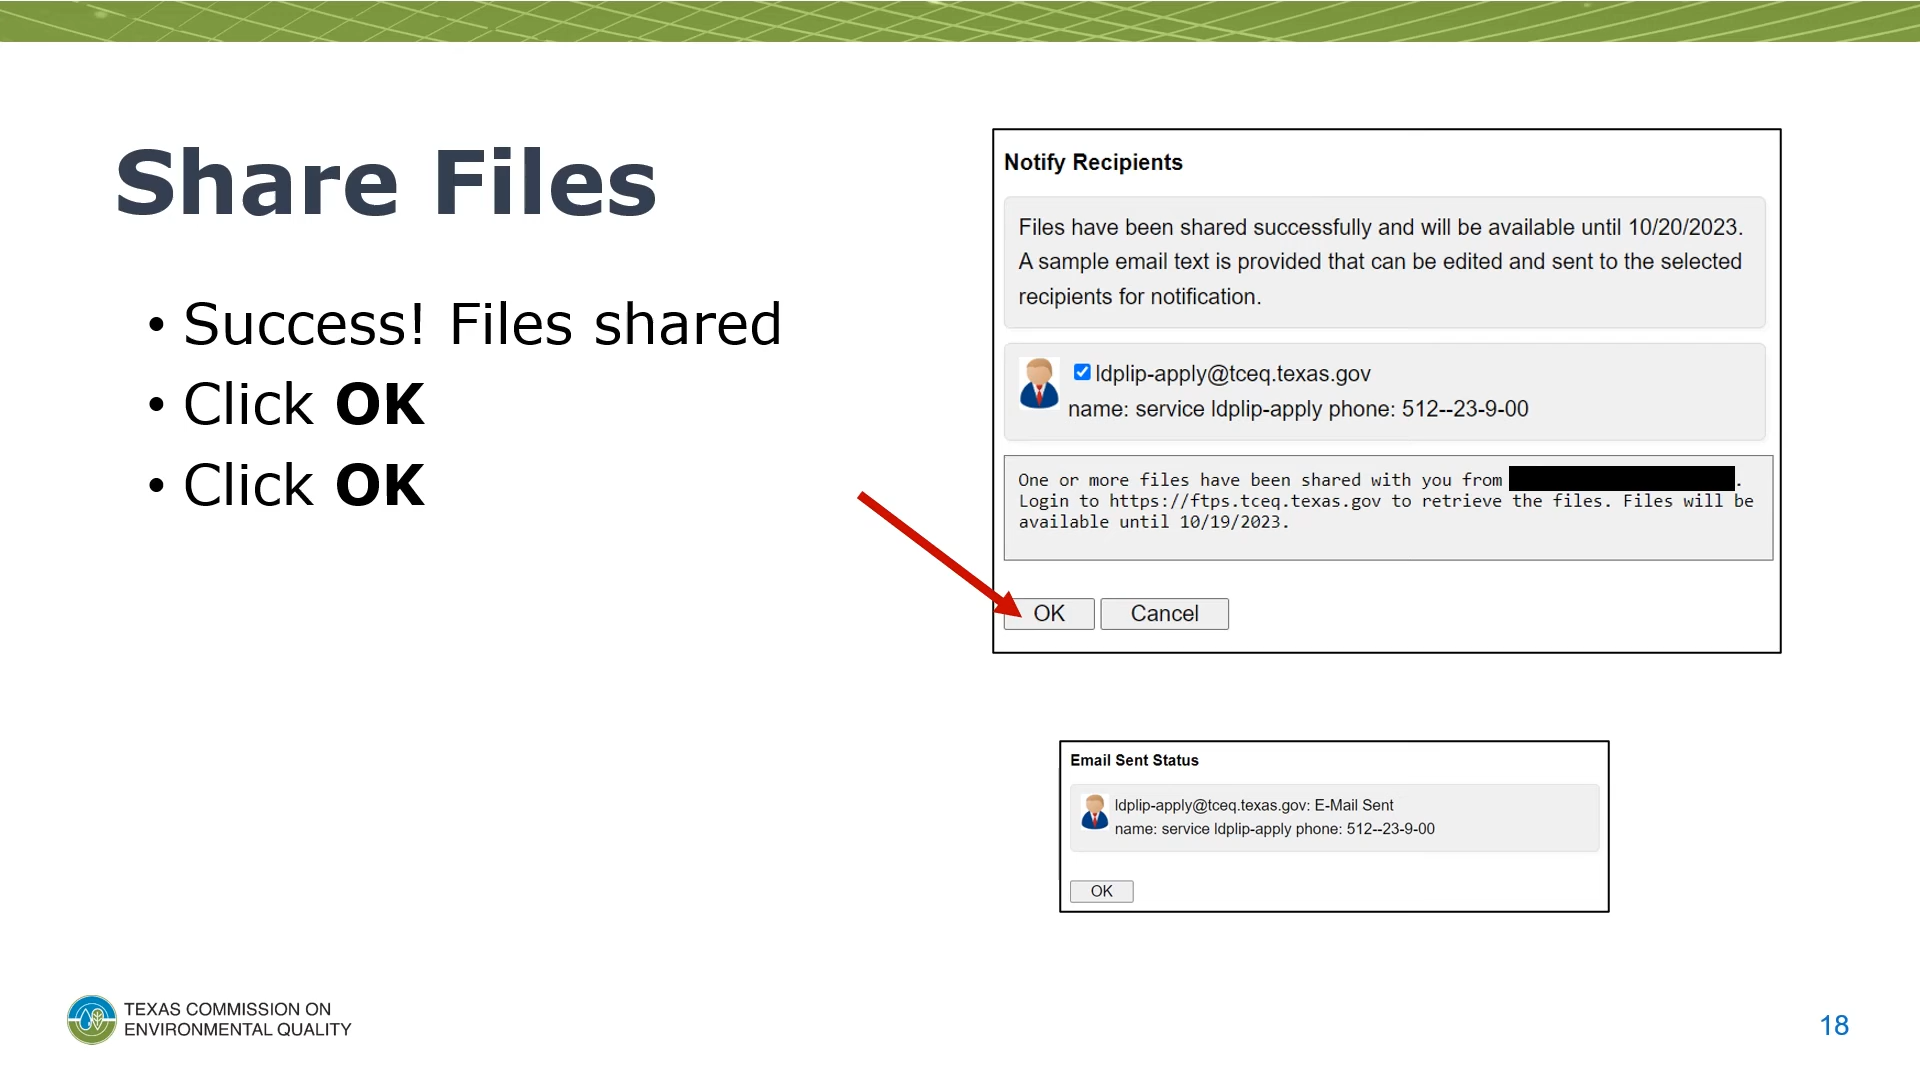 Share Files
• Success! Files shared
• Click OK
• Click OK
Notify Recipients
Files have been shared successfully and will be available until 10/20/2023.
A sample email text is provided that can be edited and sent to the selected
recipients for notification.
ldplip-apply@tceq.texas.gov
name: service ldplip-apply phone: 512--23-9-00
One or more files have been shared with you from .
Login to https://ftps.tceq.texas.gov to retrieve the files. Files will be
available until 10/19/2023.
OK Cancel
Email Sent Status
ldplip-apply@tceq.texas.gov: E-Mail Sent
name: service ldplip-apply phone: 512--23-9-00
OK
TEXAS COMMISSION ON
ENVIRONMENTAL QUALITY
18